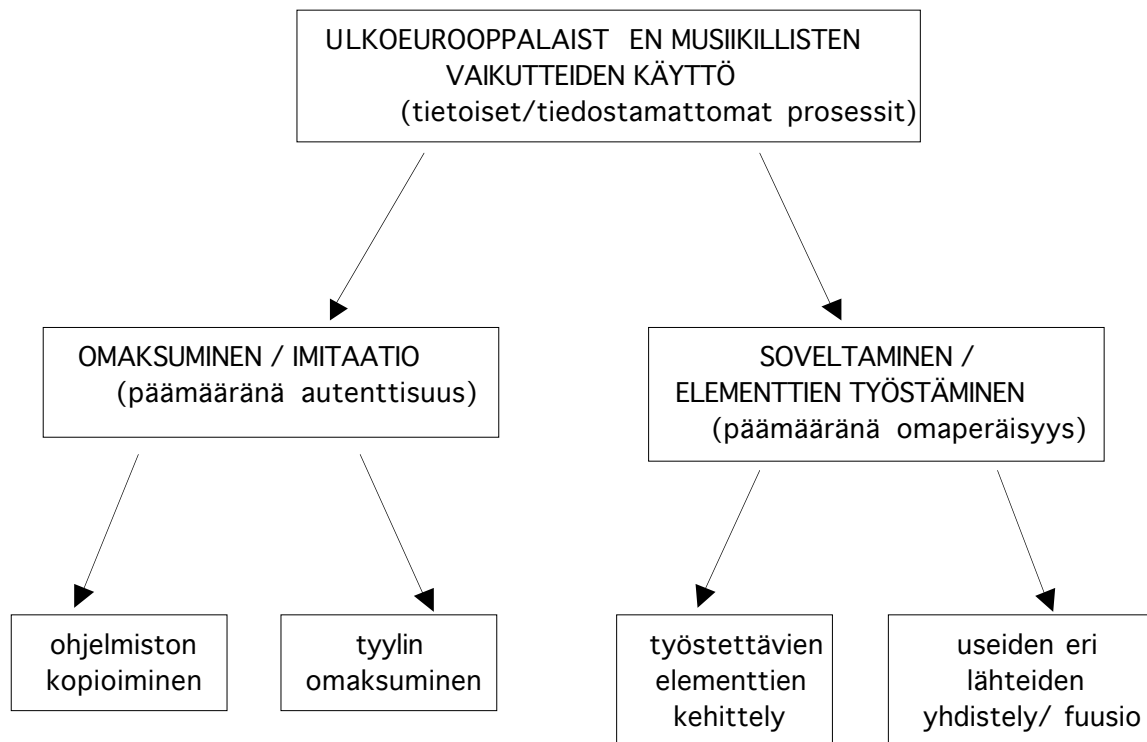 ULKOEUROOPPALAIST EN MUSIIKILLISTEN
VAIKUTTEIDEN KÄYTTÖ
(tietoiset/tiedostamattomat prosessit)
OMAKSUMINEN / IMITAATIO
(päämääränä autenttisuus)
SOVELTAMINEN /
ELEMENTTIEN TYÖSTÄMINEN
(päämääränä omaperäisyys)
ohjelmiston
kopioiminen
tyylin
omaksuminen
työstettävien
elementtien
kehittely
useiden eri
lähteiden
yhdistely/ fuusio